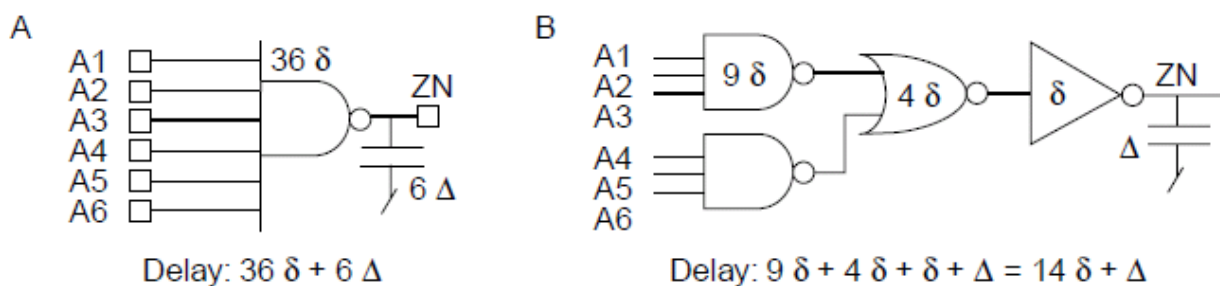 A
A1
A2
A3
A4
A5
A6
36 δ
ZN
6 Δ
Delay: 36 δ + 6 Δ
B
A1
A2
A3
A4
A5
A6
9 δ
4 δ
δ
ZN
Δ
Delay: 9 δ + 4 δ + δ + Δ = 14 δ + Δ